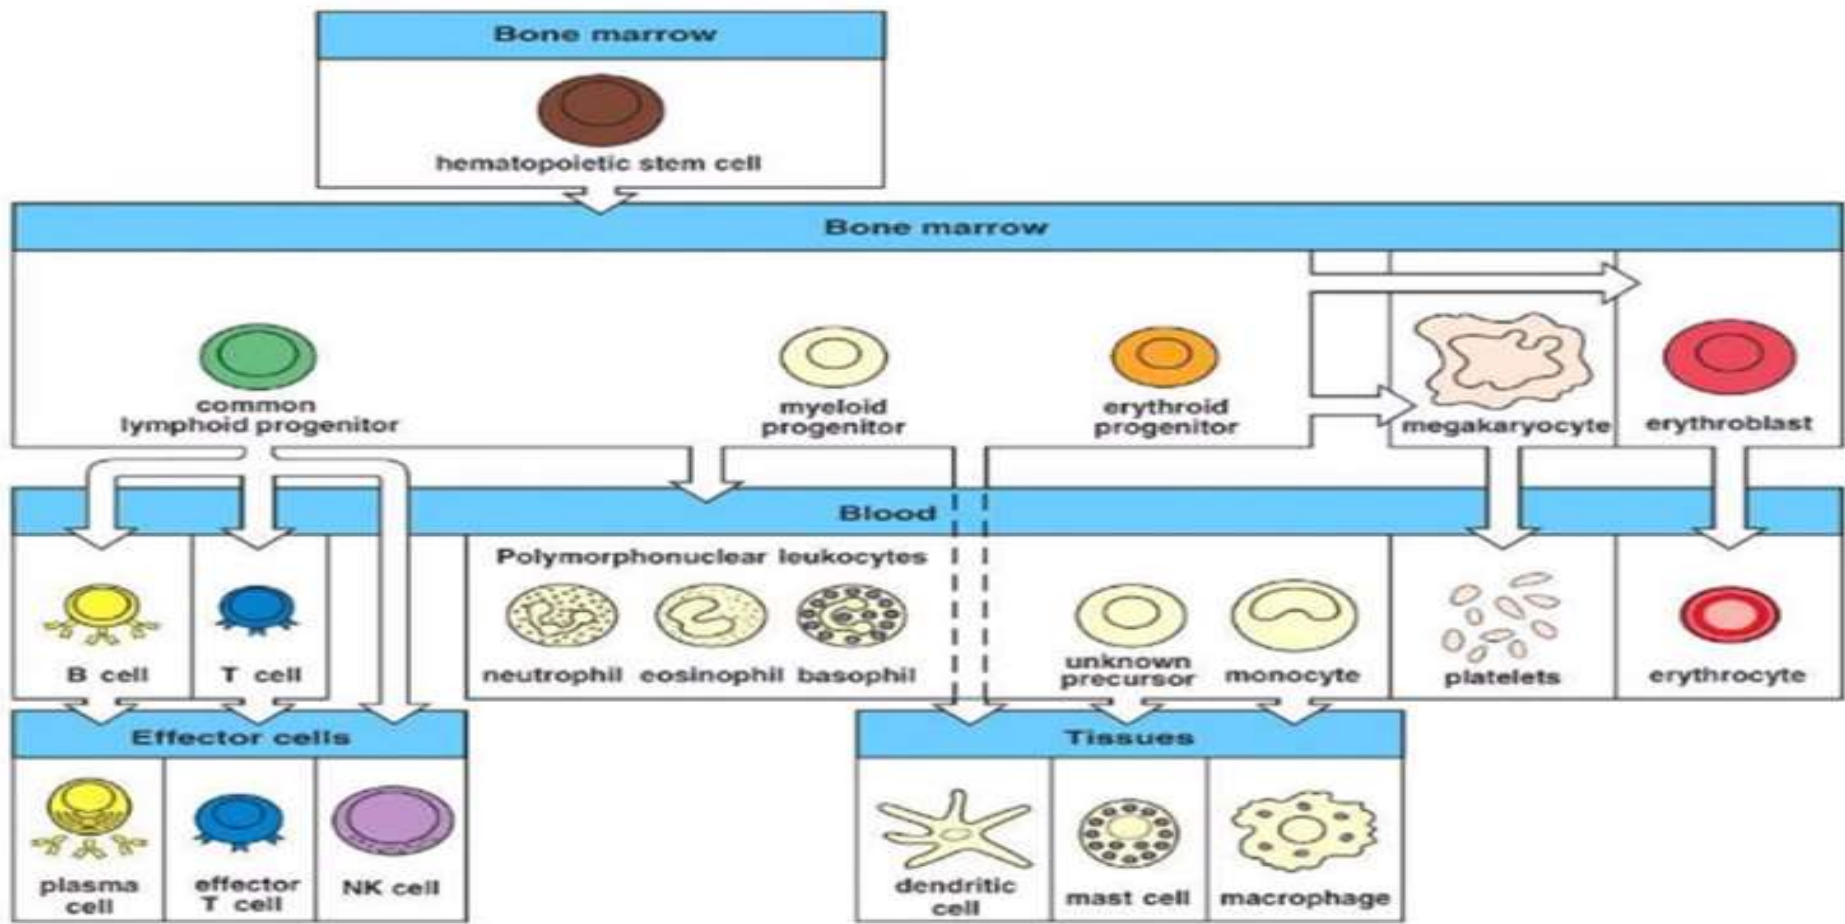 Bone marrow
hematopoietic stem cell
Bone marrow
common
lymphoid progenitor
myeloid
progenitor
erythroid
progenitor
megakaryocyte
erythroblast
Blood
Polymorphonuclear leukocytes
B cell
T cell
neutrophil
eosinophil
basophil
unknown
precursor
monocyte
platelets
erythrocyte
Effector cells
Tissues
plasma
cell
effector
T cell
NK cell
dendritic
cell
mast cell
macrophage